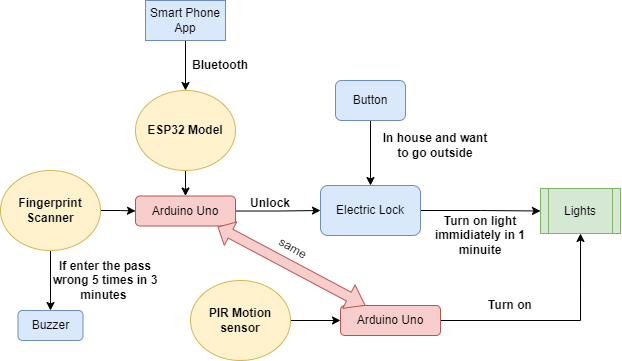 Smart Phone
App
Bluetooth
Button
ESP32 Model
In house and want
to go outside
Fingerprint
Scanner
Arduino Uno
Unlock
Electric Lock
Turn on light
immidiately in 1
minuite
Lights
same
If enter the pass
wrong 5 times in 3
minutes
Buzzer
PIR Motion
sensor
Arduino Uno
Turn on